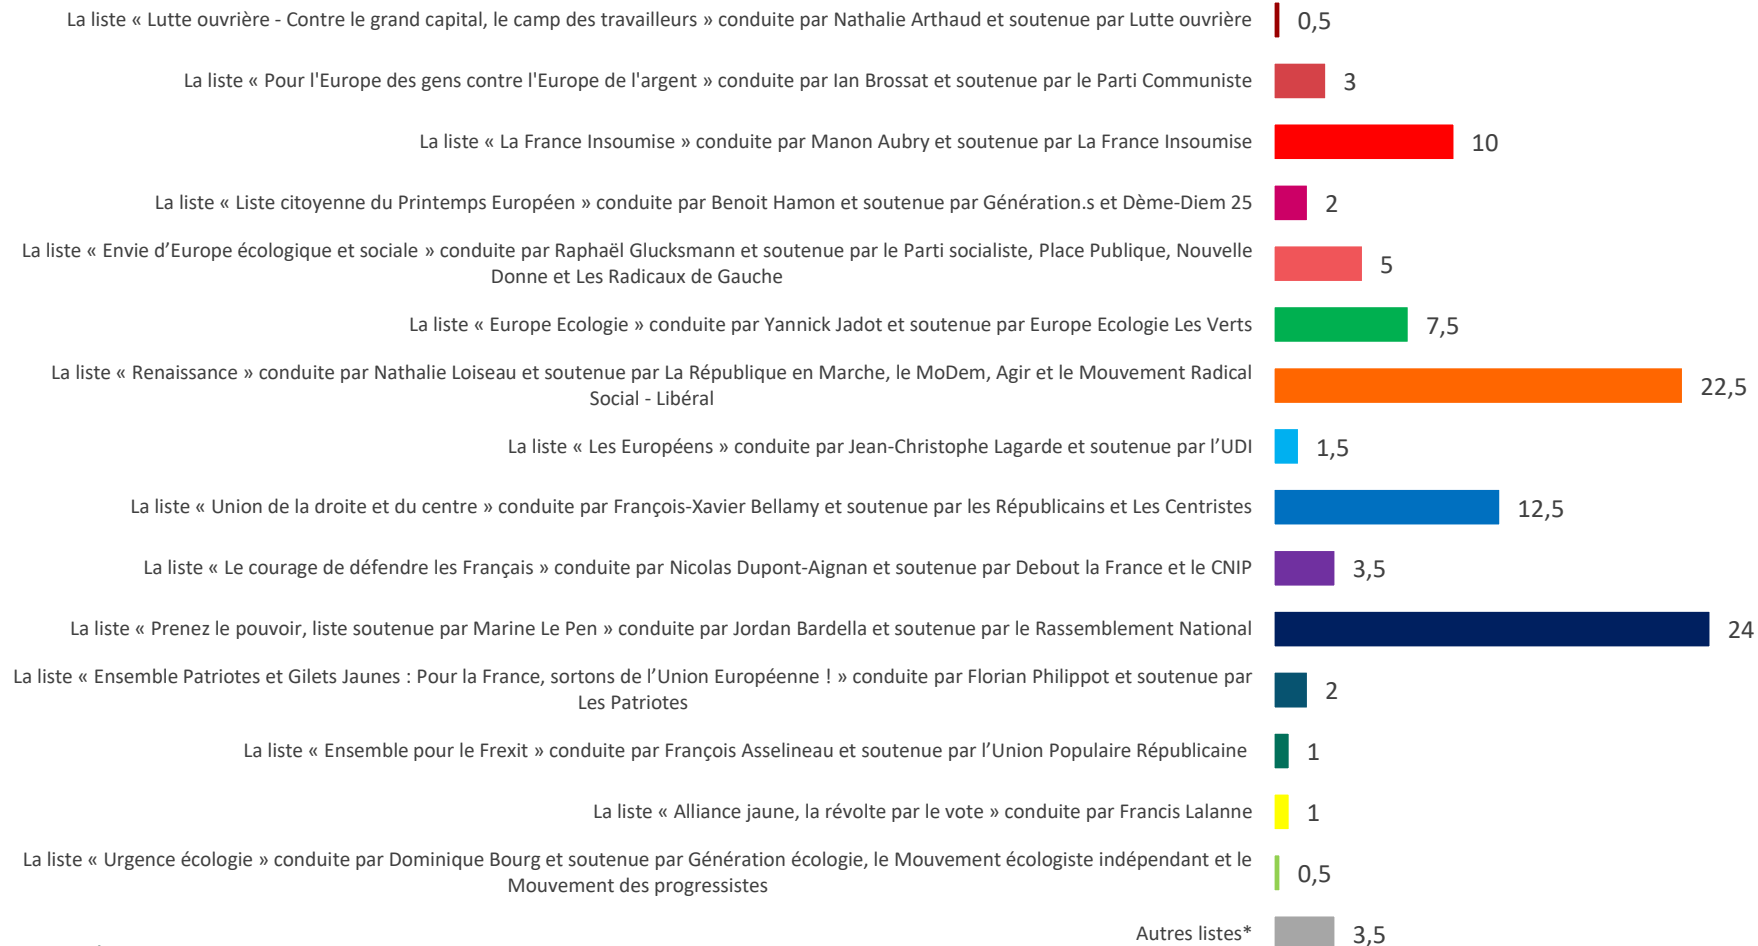 La liste « Lutte ouvrière - Contre le grand capital, le camp des travailleurs » conduite par Nathalie Arthaud et soutenue par Lutte ouvrière 0,5
La liste « Pour l'Europe des gens contre l'Europe de l'argent » conduite par Ian Brossat et soutenue par le Parti Communiste 3
La liste « La France Insoumise » conduite par Manon Aubry et soutenue par La France Insoumise 10
La liste « Liste citoyenne du Printemps Européen » conduite par Benoit Hamon et soutenue par Génération.s et Dème-Diem 25 2
La liste « Envie d’Europe écologique et sociale » conduite par Raphaël Glucksmann et soutenue par le Parti socialiste, Place Publique, Nouvelle
Donne et Les Radicaux de Gauche 5
La liste « Europe Ecologie » conduite par Yannick Jadot et soutenue par Europe Ecologie Les Verts 7,5
La liste « Renaissance » conduite par Nathalie Loiseau et soutenue par La République en Marche, le MoDem, Agir et le Mouvement Radical
Social - Libéral 22,5
La liste « Les Européens » conduite par Jean-Christophe Lagarde et soutenue par l’UDI 1,5
La liste « Union de la droite et du centre » conduite par François-Xavier Bellamy et soutenue par les Républicains et Les Centristes 12,5
La liste « Le courage de défendre les Français » conduite par Nicolas Dupont-Aignan et soutenue par Debout la France et le CNIP 3,5
La liste « Prenez le pouvoir, liste soutenue par Marine Le Pen » conduite par Jordan Bardella et soutenue par le Rassemblement National 24
La liste « Ensemble Patriotes et Gilets Jaunes : Pour la France, sortons de l’Union Européenne ! » conduite par Florian Philippot et soutenue par
Les Patriotes 2
La liste « Ensemble pour le Frexit » conduite par François Asselineau et soutenue par l’Union Populaire Républicaine 1
La liste « Alliance jaune, la révolte par le vote » conduite par Francis Lalanne 1
La liste « Urgence écologie » conduite par Dominique Bourg et soutenue par Génération écologie, le Mouvement écologiste indépendant et le
Mouvement des progressistes 0,5
Autres listes* 3,5